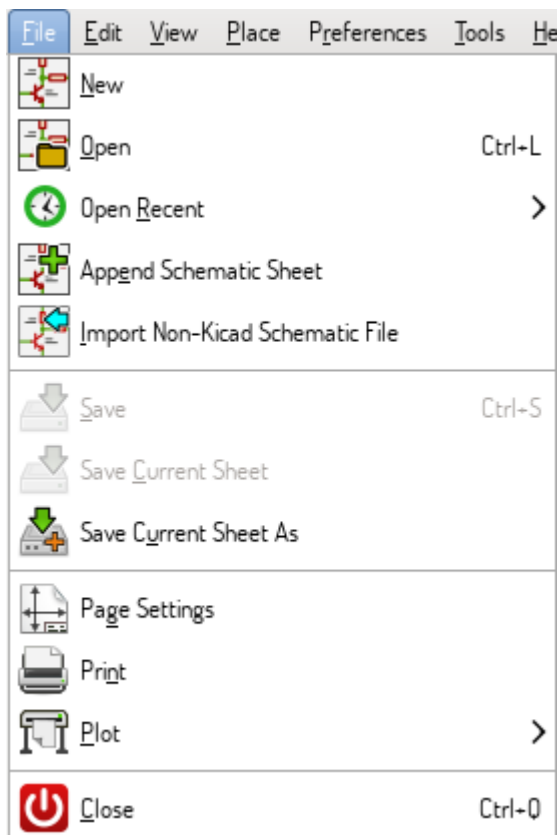 File Edit View Place Preferences Tools He
New
Open Ctrl+L
Open Recent
Append Schematic Sheet
Import Non-Kicad Schematic File
Save Ctrl+S
Save Current Sheet
Save Current Sheet As
Page Settings
Print
Plot
Close Ctrl+Q